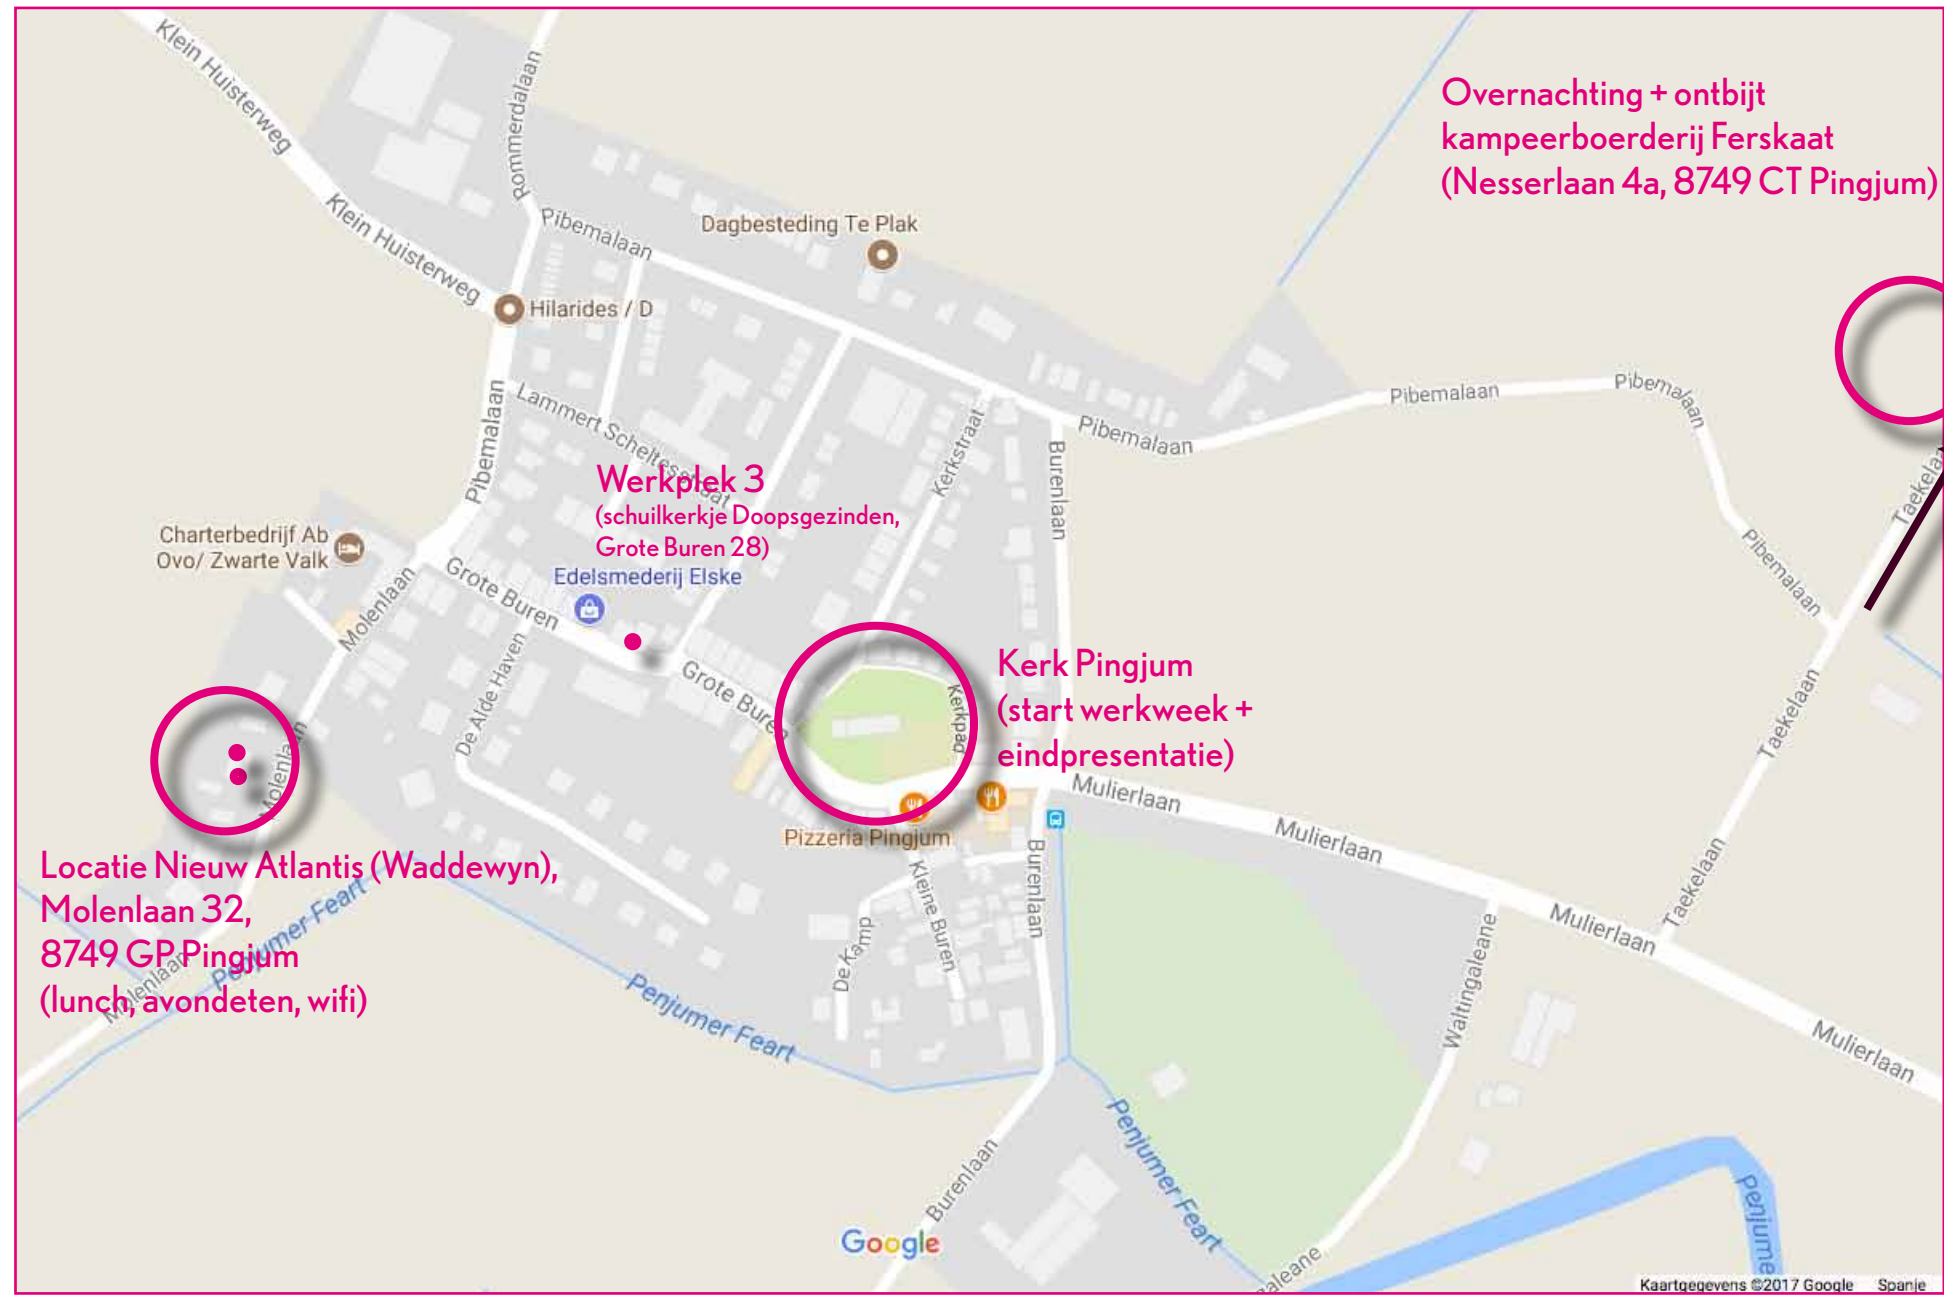 Klein Huisterweg
Rommerdalaan
Overnachting + ontbijt
kampeerboerderij Ferskaat
(Nesserlaan 4a, 8749 CT Pingjum)
Klein Huisterweg
Pibemalaan
Dagbesteding Te Plak
Hilarides / D
Pibemalaan
Lammert Scheltesstraat
Kerkstraat
Burenlaan
Pibemalaan
Pibemalaan
Pibemalaan
Taekelaan
Werkplek 3
(schuilkerkje Doopsgezinden,
Grote Buren 28)
Charterbedrijf Ab
Ovo/ Zwarte Valk
Edelsmederij Elske
Grote Buren
Molenlaan
Pibemalaan
De Alde Haven
Grote Buren
Kerkpad
Kerk Pingjum
(start werkweek +
eindpresentatie)
Taekelaan
Molenlaan
Mulierlaan
Mulierlaan
Pizzeria Pingjum
Locatie Nieuw Atlantis (Waddewyn),
Molenlaan 32,
8749 GP Pingjum
(lunch, avondeten, wifi)
Molenlaan
Penjumer Feart
Kleine Buren
Burenlaan
De Kamp
Taekelaan
Mulierlaan
Waltingaleane
Penjumer Feart
Mulierlaan
Burenlaan
Penjumer Feart
Penjume
Google
aleane
Kaartgegevens ©2017 Google Spanje